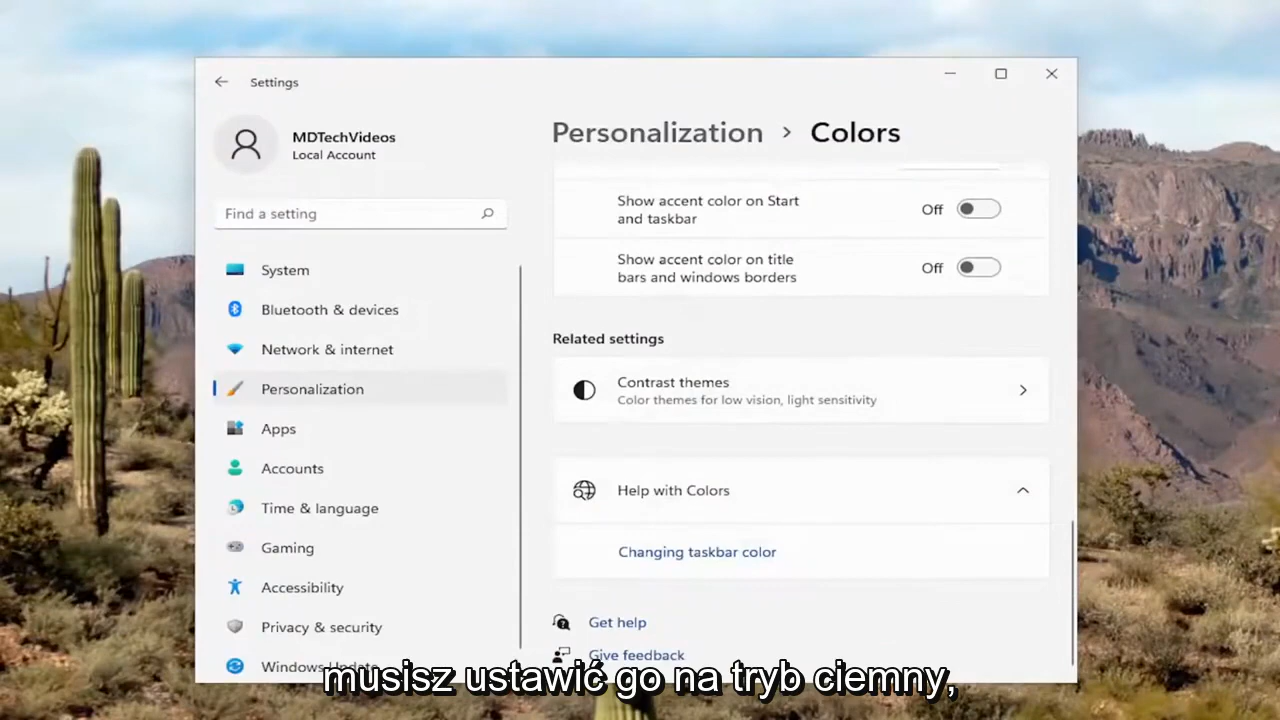 Settings
MDTechVideos
Local Account
Find a setting
System
Bluetooth & devices
Network & internet
Personalization
Apps
Accounts
Time & language
Gaming
Accessibility
Privacy & security
Windows Update
Personalization > Colors
Show accent color on Start
and taskbar
Off
Show accent color on title
bars and windows borders
Off
Related settings
Contrast themes
Color themes for low vision, light sensitivity
Help with Colors
Changing taskbar color
Get help
Give feedback
musisz ustawić go na tryb ciemny,